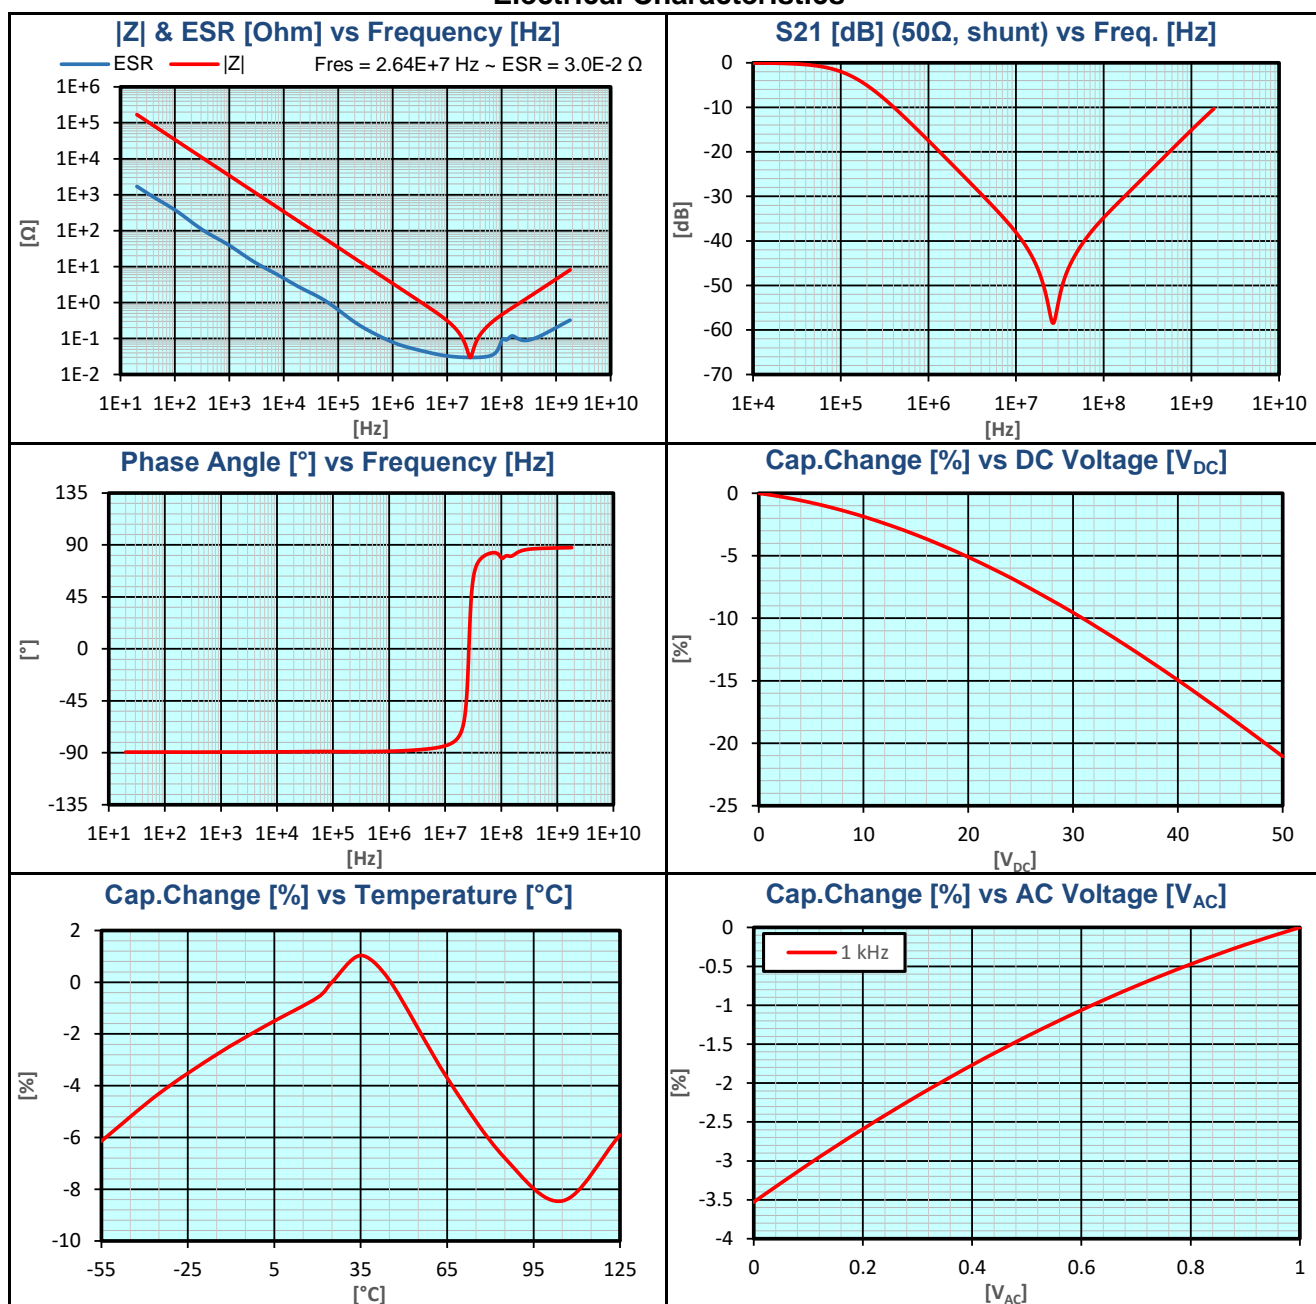 Electrical Characteristics
|Z| & ESR [Ohm] vs Frequency [Hz]
ESR |Z| Fres = 2.64E+7 Hz ~ ESR = 3.0E-2 Ω
1E+6
1E+5
1E+4
1E+3
1E+2
1E+1
1E+0
1E-1
1E-2
[Ω]
1E+1 1E+2 1E+3 1E+4 1E+5 1E+6 1E+7 1E+8 1E+9 1E+10
[Hz]
S21 [dB] (50Ω, shunt) vs Freq. [Hz]
0
-10
-20
-30
-40
-50
-60
-70
[dB]
1E+4 1E+5 1E+6 1E+7 1E+8 1E+9 1E+10
[Hz]
Phase Angle [°] vs Frequency [Hz]
135
90
45
0
-45
-90
-135
[°]
1E+1 1E+2 1E+3 1E+4 1E+5 1E+6 1E+7 1E+8 1E+9 1E+10
[Hz]
Cap.Change [%] vs DC Voltage [VDC]
0
-5
-10
-15
-20
-25
[%]
0 10 20 30 40 50
[VDC]
Cap.Change [%] vs Temperature [°C]
2
0
-2
-4
-6
-8
-10
[%]
-55 -25 5 35 65 95 125
[°C]
Cap.Change [%] vs AC Voltage [VAC]
1 kHz
0
-0.5
-1
-1.5
-2
-2.5
-3
-3.5
-4
[%]
0 0.2 0.4 0.6 0.8 1
[VAC]